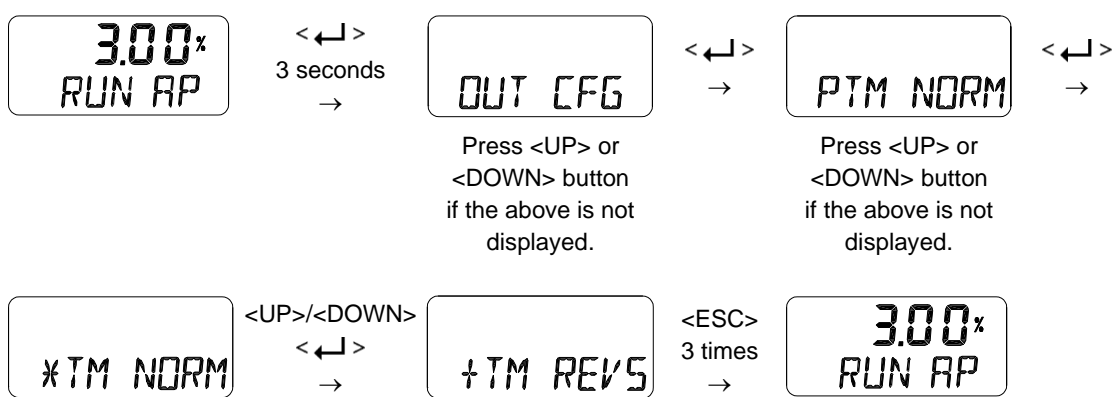 3.00%
RUN AP
< ↵ >
3 seconds
→
OUT CFG
Press <UP> or
<DOWN> button
if the above is not
displayed.
< ↵ >
→
PTM NORM
Press <UP> or
<DOWN> button
if the above is not
displayed.
< ↵ >
→
*TM NORM
<UP>/<DOWN>
< ↵ >
→
+TM REVS
<ESC>
3 times
→
3.00%
RUN AP